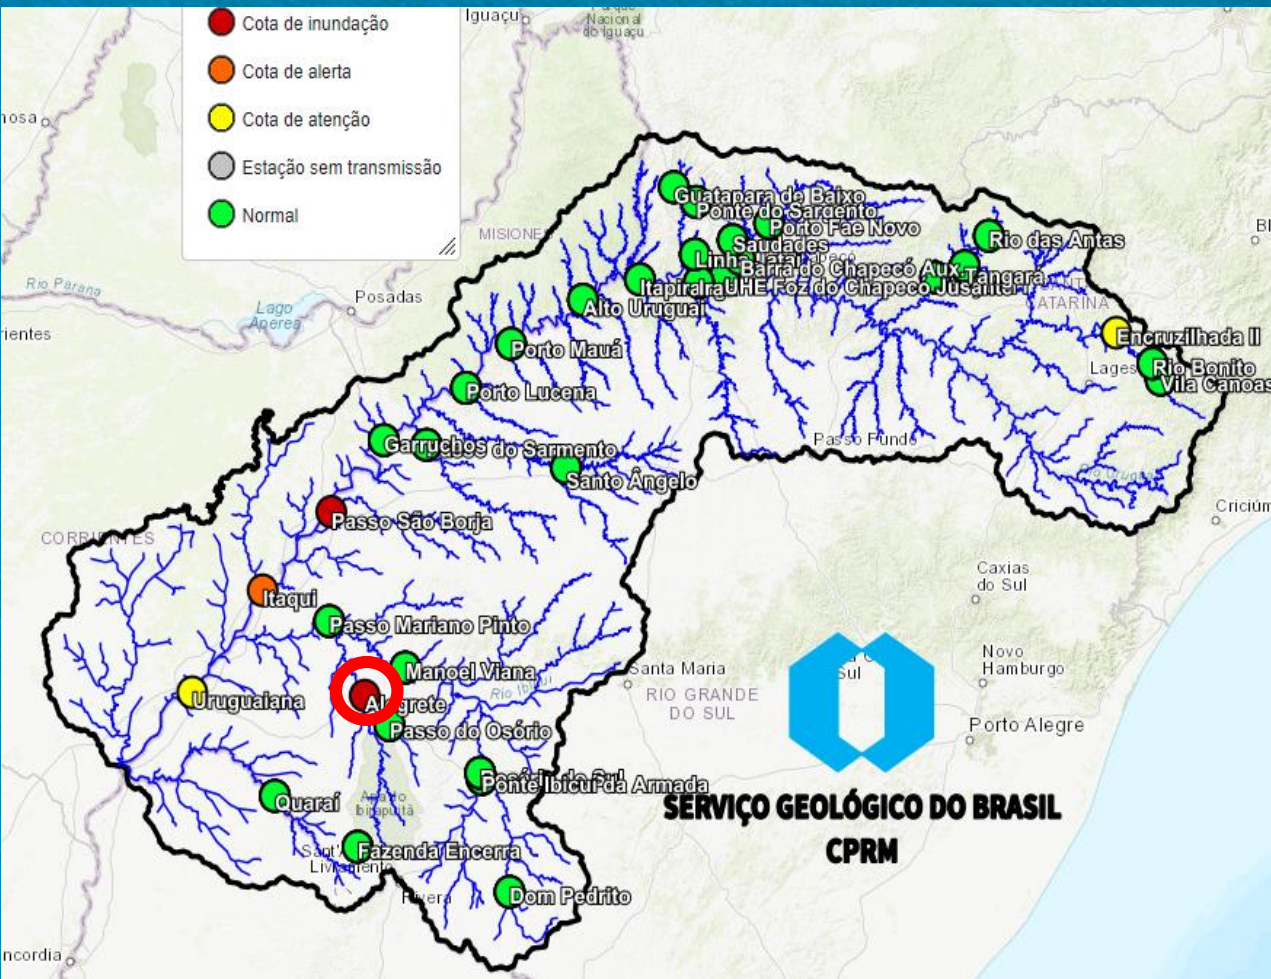 Cota de inundação
Cota de alerta
Cota de atenção
Estação sem transmissão
Normal
Iguaçu
Nacional
do Iguaçu
MISIONE
Rio Parana
Lago
Aperea
Posadas
rientes
Guatapara de Baixo
Ponte do Sargento
Porto Fae Novo
Saudades
Barra do Chapecó Aux
UHE Foz do Chapecó Jusante
Rio das Antas
Tangara
CATARINA
Alto Uruguai
Encruzilhada II
Lages
Rio Bonito
Vila Canoas
Porto Mauá
Porto Lucena
Passo Fundo
Garruchos
do Sarmento
Santo Ângelo
Criciúm
Passo São Borja
CORRIENTES
Caxias
do Sul
Itaqui
Passo Mariano Pinto
Novo
Hamburgo
Manoel Viana
Santa Maria
Sul
Uruguaiana
Alegrete
RIO GRANDE
DO SUL
Passo do Osório
Porto Alegre
Ponte Ibicuí da Armada
Quaraí
SERVIÇO GEOLÓGICO DO BRASIL
CPRM
Fazenda Encerra
Rivera
Dom Pedrito
ncordia